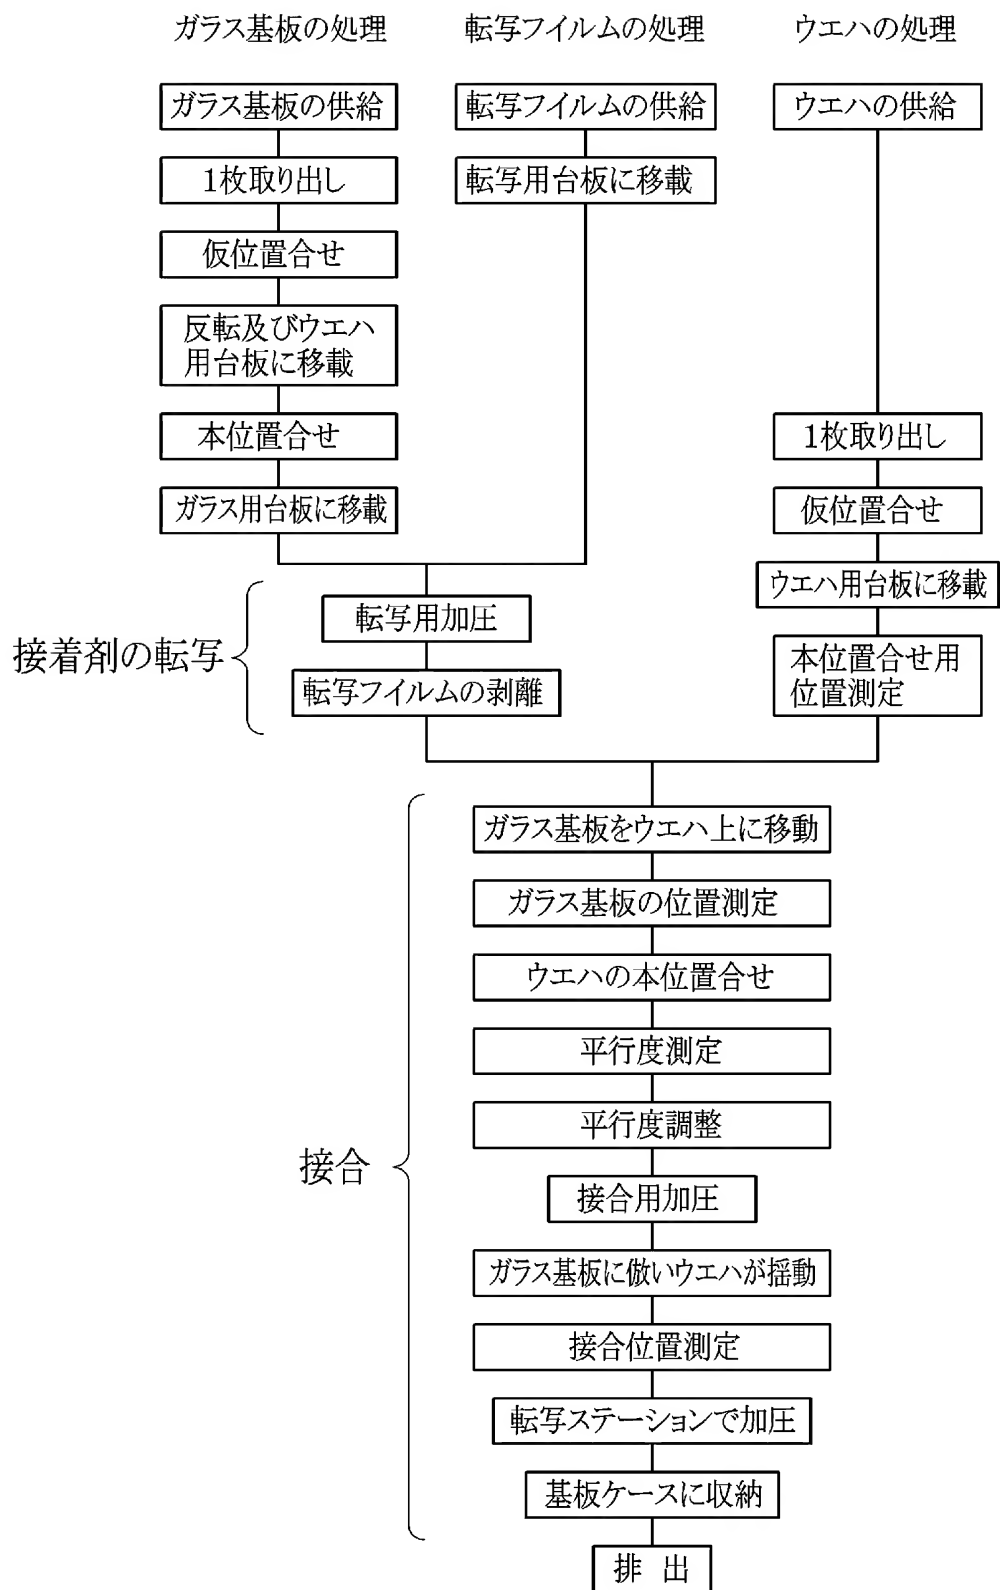 ガラス基板の処理
転写フイルムの処理
ウエハの処理
ガラス基板の供給
転写フイルムの供給
ウエハの供給
1枚取り出し
転写用台板に移載
仮位置合せ
反転及びウエハ
用台板に移載
本位置合せ
1枚取り出し
ガラス用台板に移載
仮位置合せ
ウエハ用台板に移載
接着剤の転写
転写用加圧
転写フイルムの剥離
本位置合せ用
位置測定
ガラス基板をウエハ上に移動
ガラス基板の位置測定
ウエハの本位置合せ
平行度測定
平行度調整
接合
接合用加圧
ガラス基板に倣いウエハが揺動
接合位置測定
転写ステーションで加圧
基板ケースに収納
排 出